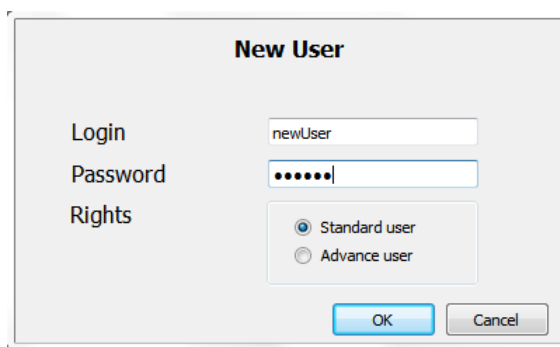 New User
Login newUser
Password ●●●●●●
Rights
Standard user
Advance user
OK Cancel